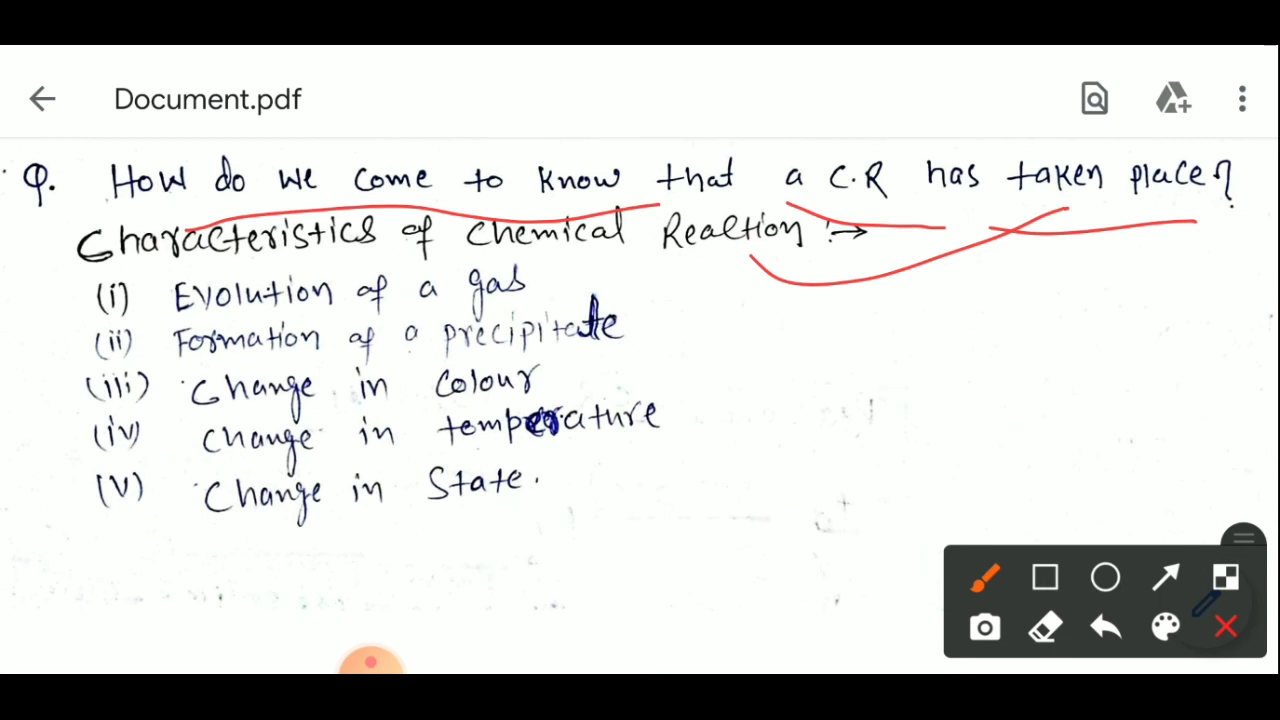 Document.pdf
Q. How do we come to know that a C.R has taken place?
Characteristics of Chemical Reaction :→
(i) Evolution of a gas
(ii) Formation of a precipitate
(iii) Change in Colour
(iv) Change in temperature
(v) Change in State.